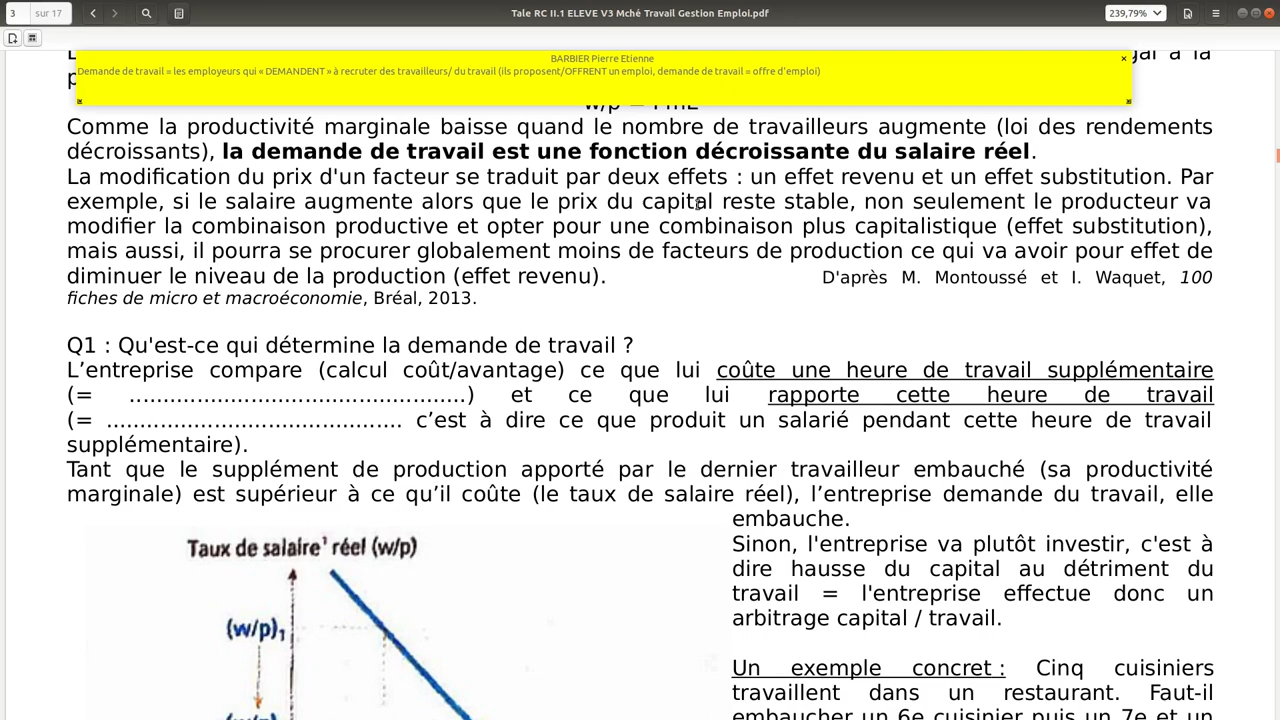 3 sur 17 Tale RC II.1 ELEVE V3 Mché Travail Gestion Emploi.pdf 239,79%
BARBIER Pierre Etienne
Demande de travail = les employeurs qui « DEMANDENT » à recruter des travailleurs/ du travail (ils proposent/OFFRENT un emploi, demande de travail = offre d'emploi)
Comme la productivité marginale baisse quand le nombre de travailleurs augmente (loi des rendements
décroissants), la demande de travail est une fonction décroissante du salaire réel.
La modification du prix d'un facteur se traduit par deux effets : un effet revenu et un effet substitution. Par
exemple, si le salaire augmente alors que le prix du capital reste stable, non seulement le producteur va
modifier la combinaison productive et opter pour une combinaison plus capitalistique (effet substitution),
mais aussi, il pourra se procurer globalement moins de facteurs de production ce qui va avoir pour effet de
diminuer le niveau de la production (effet revenu). D'après M. Montoussé et I. Waquet, 100
fiches de micro et macroéconomie, Bréal, 2013.
Q1 : Qu'est-ce qui détermine la demande de travail ?
L’entreprise compare (calcul coût/avantage) ce que lui coûte une heure de travail supplémentaire
(= .................................................) et ce que lui rapporte cette heure de travail
(= ........................................... c’est à dire ce que produit un salarié pendant cette heure de travail
supplémentaire).
Tant que le supplément de production apporté par le dernier travailleur embauché (sa productivité
marginale) est supérieur à ce qu’il coûte (le taux de salaire réel), l’entreprise demande du travail, elle
embauche.
Sinon, l'entreprise va plutôt investir, c'est à
dire hausse du capital au détriment du
travail = l'entreprise effectue donc un
arbitrage capital / travail.
Un exemple concret : Cinq cuisiniers
travaillent dans un restaurant. Faut-il
embaucher un 6e cuisinier puis un 7e et un
Taux de salaire¹ réel (w/p)
(w/p)₁